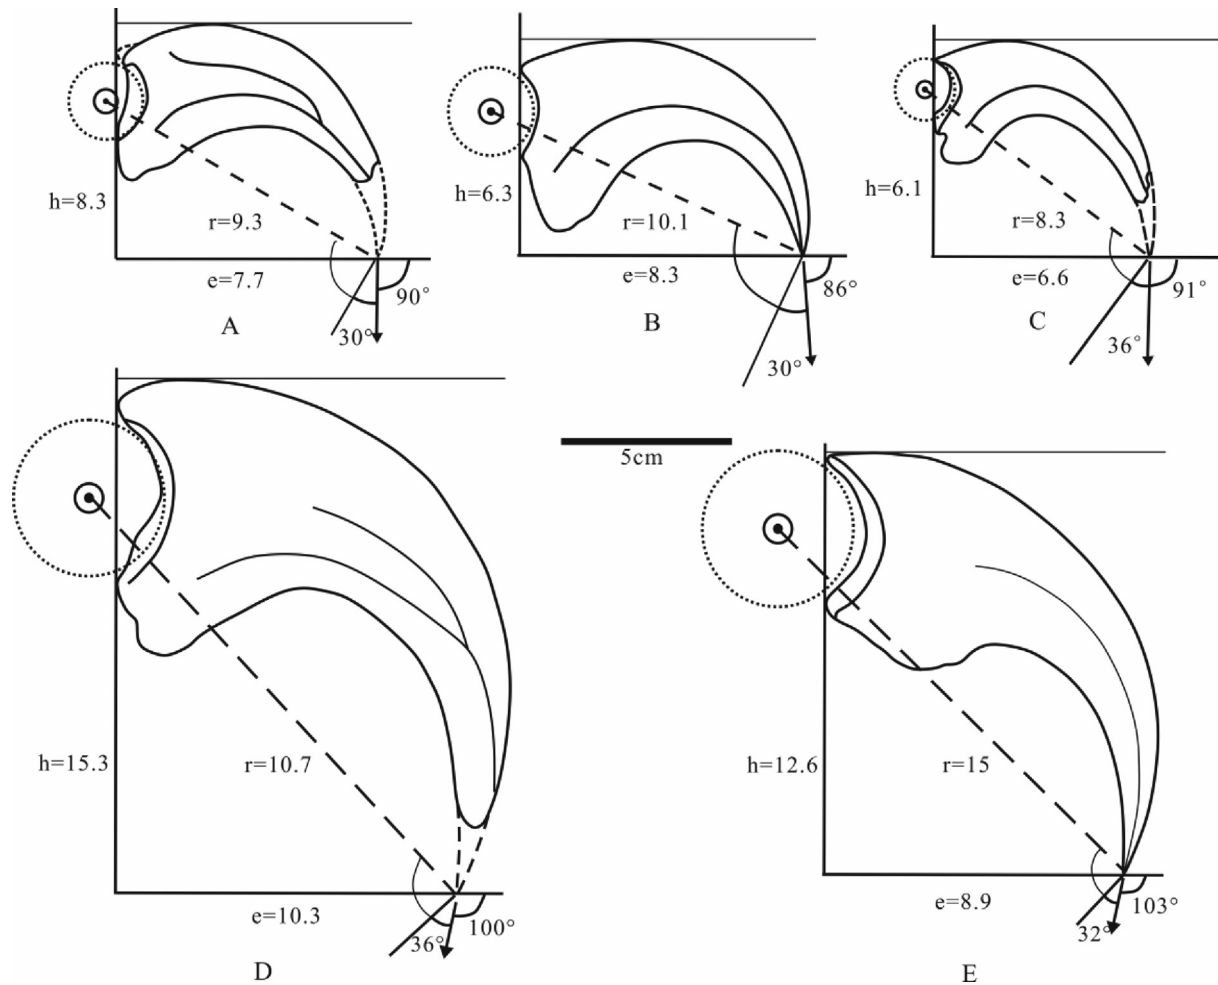 h=8.3
r=9.3
e=7.7
90°
30°
A
h=6.3
r=10.1
e=8.3
86°
30°
B
h=6.1
r=8.3
e=6.6
91°
36°
C
5cm
h=15.3
r=10.7
e=10.3
100°
36°
D
h=12.6
r=15
e=8.9
103°
32°
E